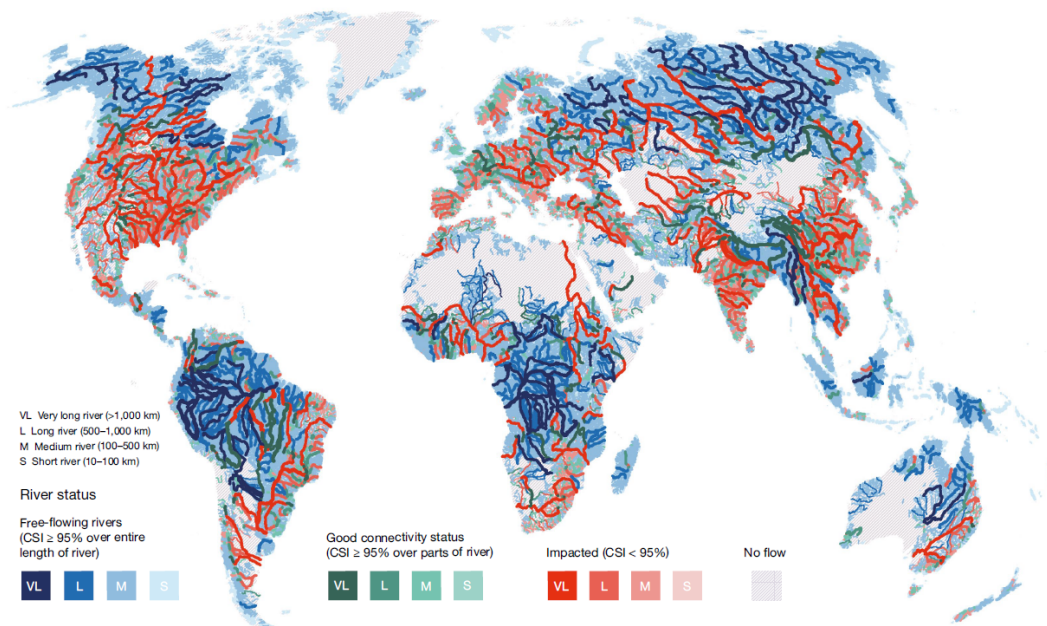 VL Very long river (>1,000 km)
L Long river (500–1,000 km)
M Medium river (100–500 km)
S Short river (10–100 km)
River status
Free-flowing rivers
(CSI ≥ 95% over entire
length of river)
VL L M S
Good connectivity status
(CSI ≥ 95% over parts of river)
VL L M S
Impacted (CSI < 95%)
VL L M S
No flow